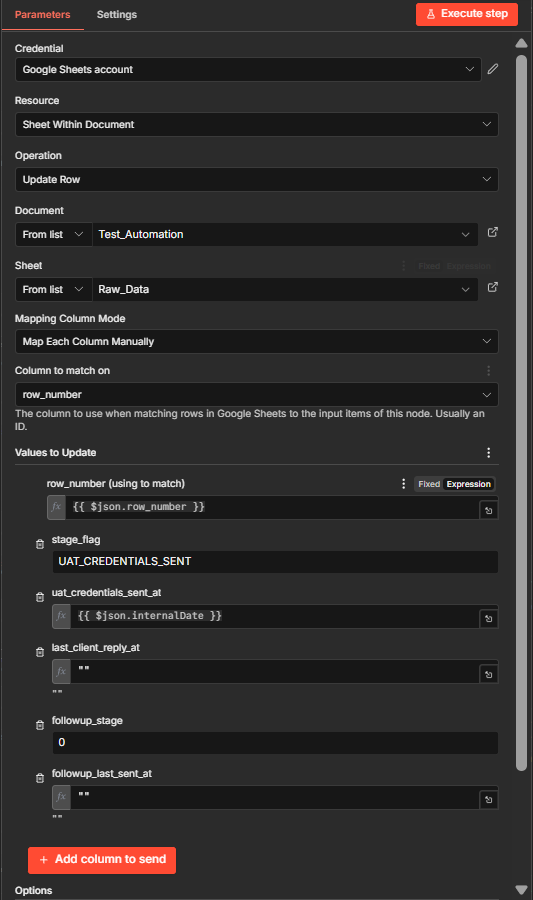 Parameters Settings Execute step
Credential
Google Sheets account
Resource
Sheet Within Document
Operation
Update Row
Document
From list Test_Automation
Sheet Fixed Expression
From list Raw_Data
Mapping Column Mode
Map Each Column Manually
Column to match on
row_number
The column to use when matching rows in Google Sheets to the input items of this node. Usually an
ID.
Values to Update
row_number (using to match) Fixed Expression
fx {{ $json.row_number }}
stage_flag
UAT_CREDENTIALS_SENT
uat_credentials_sent_at
fx {{ $json.internalDate }}
last_client_reply_at
fx ""
""
followup_stage
0
followup_last_sent_at
fx ""
""
+ Add column to send
Options